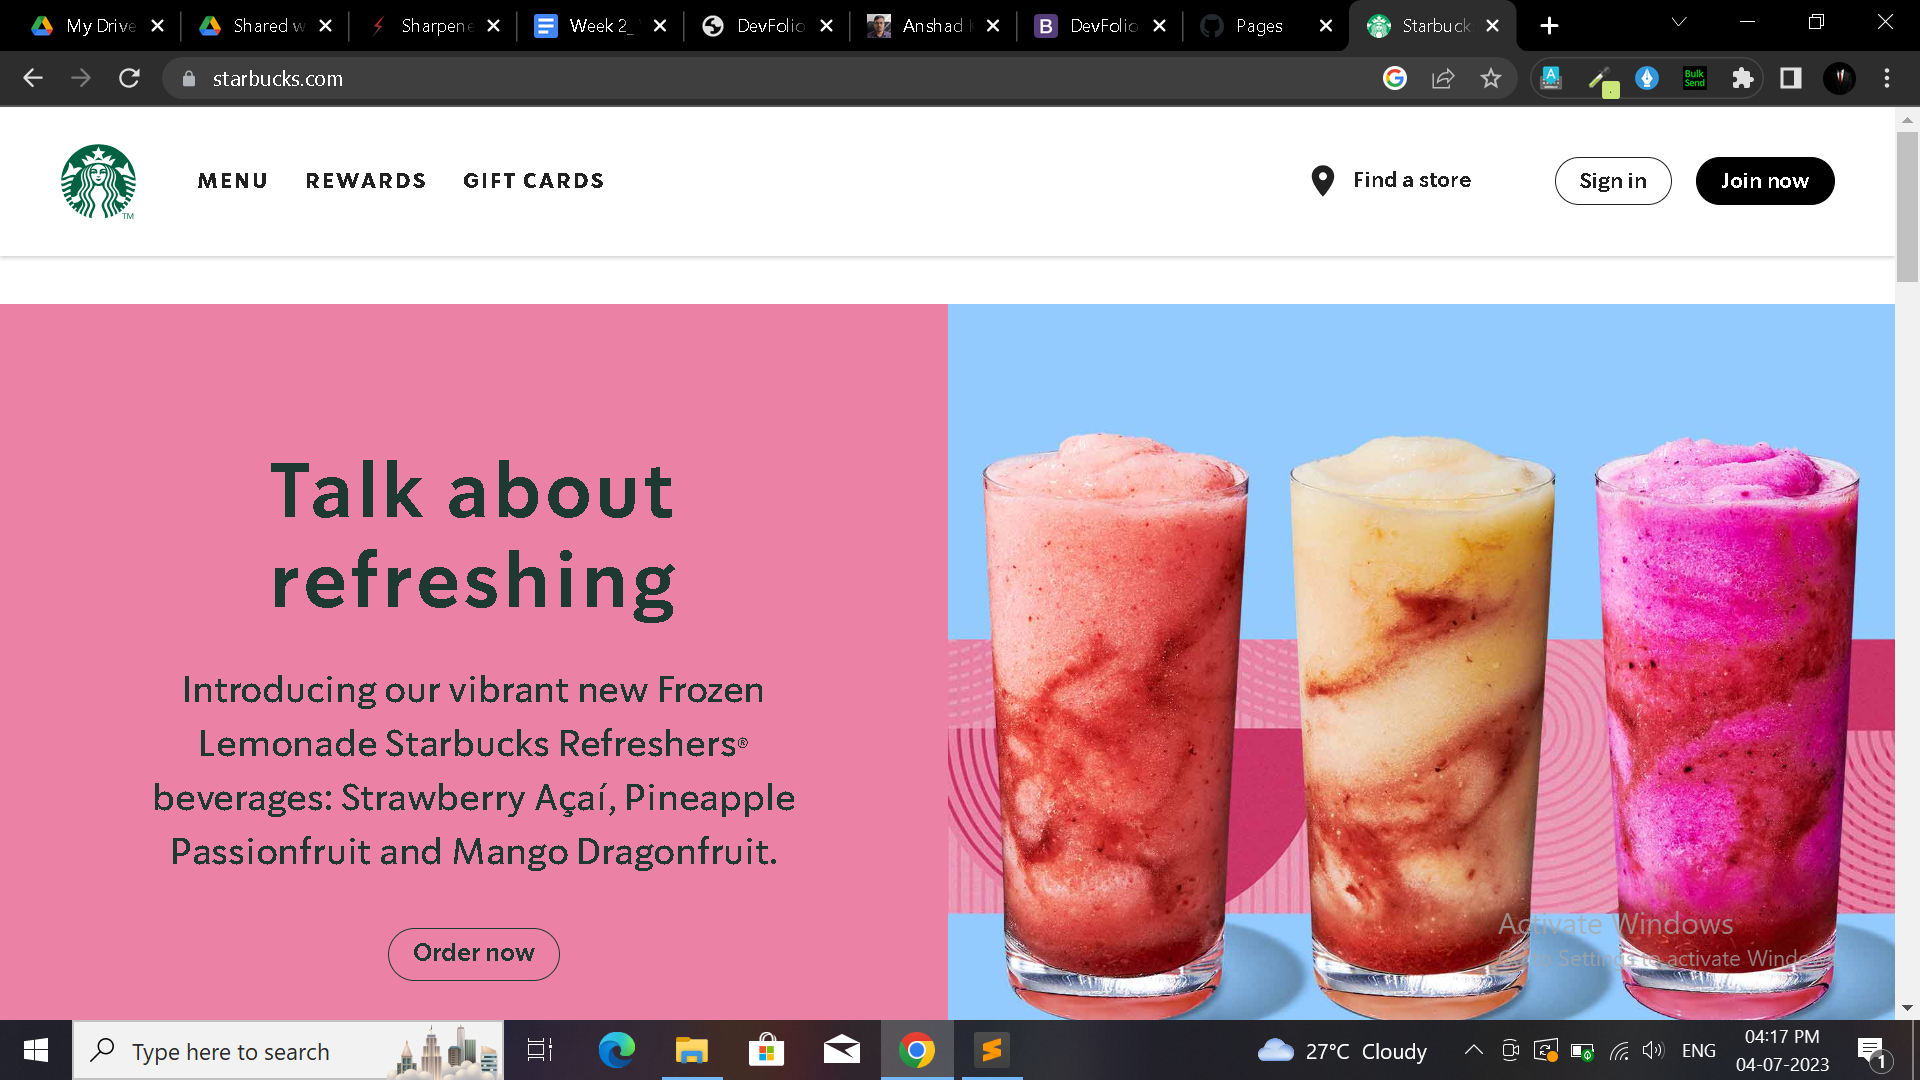 My Drive
Shared w
Sharpene
Week 2_
DevFolio
Anshad
DevFolio
Pages
Starbuck
starbucks.com
A
Bulk
Send
MENU REWARDS GIFT CARDS
Find a store
Sign in
Join now
TM
Talk about
refreshing
Introducing our vibrant new Frozen
Lemonade Starbucks Refreshers®
beverages: Strawberry Açaí, Pineapple
Passionfruit and Mango Dragonfruit.
Order now
Activate Windows
Go to Settings to activate Windows.
Type here to search
27°C Cloudy
ENG
04:17 PM
04-07-2023
1